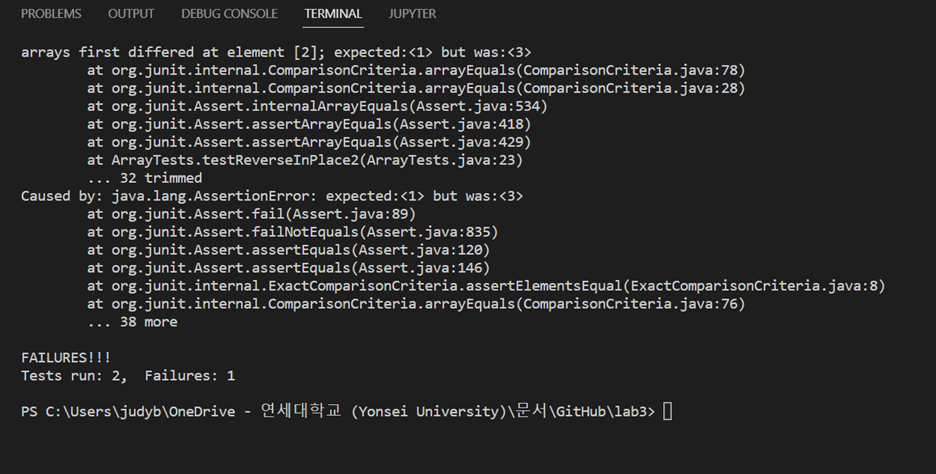 PROBLEMS OUTPUT DEBUG CONSOLE TERMINAL JUPYTER
arrays first differed at element [2]; expected:<1> but was:<3>
at org.junit.internal.ComparisonCriteria.arrayEquals(ComparisonCriteria.java:78)
at org.junit.internal.ComparisonCriteria.arrayEquals(ComparisonCriteria.java:28)
at org.junit.Assert.internalArrayEquals(Assert.java:534)
at org.junit.Assert.assertArrayEquals(Assert.java:418)
at org.junit.Assert.assertArrayEquals(Assert.java:429)
at ArrayTests.testReverseInPlace2(ArrayTests.java:23)
... 32 trimmed
Caused by: java.lang.AssertionError: expected:<1> but was:<3>
at org.junit.Assert.fail(Assert.java:89)
at org.junit.Assert.failNotEquals(Assert.java:835)
at org.junit.Assert.assertEquals(Assert.java:120)
at org.junit.Assert.assertEquals(Assert.java:146)
at org.junit.internal.ExactComparisonCriteria.assertElementsEqual(ExactComparisonCriteria.java:8)
at org.junit.internal.ComparisonCriteria.arrayEquals(ComparisonCriteria.java:76)
... 38 more
FAILURES!!!
Tests run: 2,  Failures: 1
PS C:\Users\judyb\OneDrive - 연세대학교 (Yonsei University)\문서\GitHub\lab3>